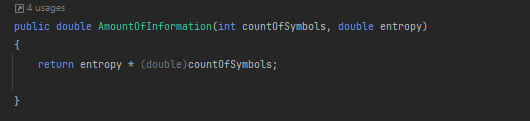 4 usages
public double AmountOfInformation(int countOfSymbols, double entropy)
{
return entropy * (double)countOfSymbols;
}